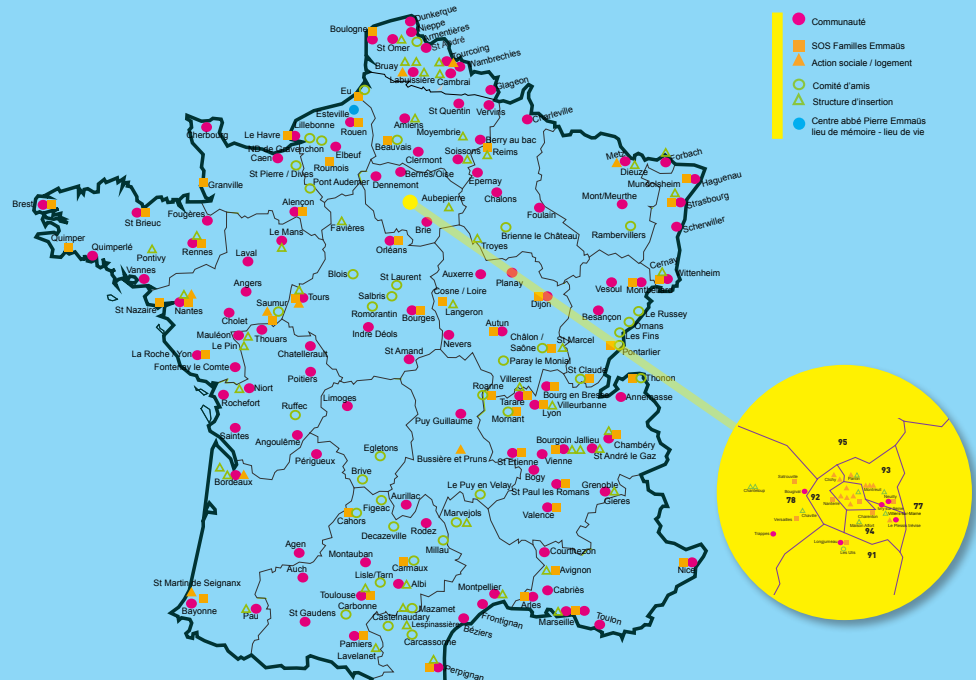 Communauté
SOS Familles Emmaüs
Action sociale / logement
Comité d'amis
Structure d'insertion
Centre abbé Pierre Emmaüs
lieu de mémoire - lieu de vie
Dunkerque
Nieppe
Armentières
Boulogne
St Omer
St André
Tourcoing
Wambrechies
Bruay
Labuissière
Cambrai
Glageon
Eu
Esteville
St Quentin
Vervins
Charleville
Cherbourg
Lillebonne
Le Havre
Rouen
Amiens
Moyembrie
ND de Gravenchon
Elbeuf
Beauvais
Berry au bac
Caen
Roumois
Clermont
Soissons
Reims
Metz
Forbach
St Pierre / Dives
Dieuze
Pont Audemer
Dennemont
Bernes/Oise
Épernay
Haguenau
Granville
Chalons
Mont/Meurthe
Strasbourg
Aubepierre
Foulain
Alençon
Brest
St Brieuc
Fougères
Favières
Brie
Brienne le Château
Rambervillers
Scherwiller
Quimper
Quimperlé
Pontivy
Rennes
Le Mans
Orléans
Troyes
Laval
Cernay
Vannes
Blois
St Laurent
Auxerre
Planay
Wittenheim
Angers
Salbris
Cosne / Loire
Vesoul
Montbéliard
St Nazaire
Nantes
Saumur
Tours
Romorantin
Langeron
Dijon
Besançon
Le Russey
Cholet
Bourges
Autun
Ornans
Mauléon
Thouars
Indre Déols
Nevers
Châlon /
Saône
St Marcel
Les Fins
Le Pin
Chatellerault
Pontarlier
La Roche / Yon
St Amand
Paray le Monial
Fontenay le Comte
Poitiers
St Claude
Thonon
Niort
Villerest
Roanne
Bourg en Bresse
Annemasse
Rochefort
Ruffec
Limoges
Tarare
Villeurbanne
Mornant
Lyon
Puy Guillaume
Saintes
Angoulême
Bourgoin Jallieu
Chambéry
Egletons
Bussière et Pruns
St Etienne
Vienne
St André le Gaz
Périgueux
Bordeaux
Brive
Bogy
Le Puy en Velay
St Paul les Romans
Grenoble
Gières
Figeac
Aurillac
Marvejols
Valence
Cahors
Decazeville
Rodez
Agen
Millau
Courthezon
Montauban
Carmaux
Auch
Lisle/Tarn
Albi
Avignon
Nice
St Martin de Seignanx
Toulouse
Montpellier
Cabriès
Bayonne
Pau
St Gaudens
Carbonne
Mazamet
Arles
Castelnaudary
Lespinassière
Frontignan
Marseille
Toulon
Pamiers
Carcassonne
Béziers
Lavelanet
Perpignan
95
93
92
78
77
94
91
Trappes
Versailles
Longjumeau
Les Ulis
Bougival
Chanteloup